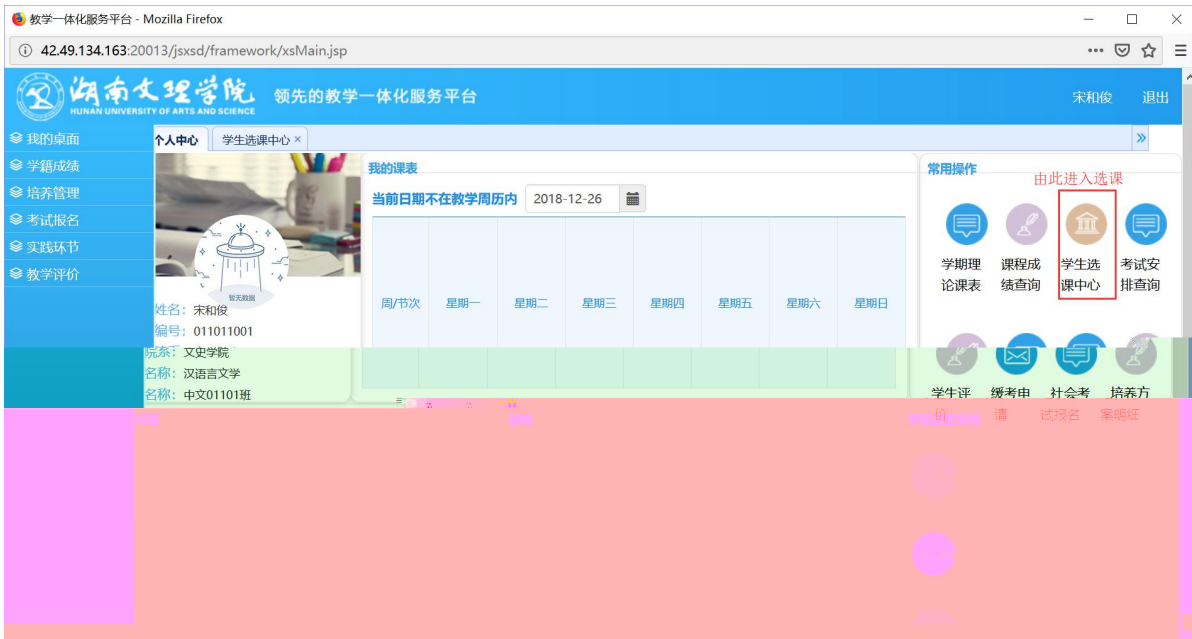 教学一体化服务平台 - Mozilla Firefox
42.49.134.163:20013/jsxsd/framework/xsMain.jsp
湖南文理学院
HUNAN UNIVERSITY OF ARTS AND SCIENCE
领先的教学一体化服务平台
宋和俊 退出
我的桌面
学籍成绩
培养管理
考试报名
实践环节
教学评价
个人中心 学生选课中心 ×
暂无数据
姓名：宋和俊
编号：011011001
院系：文史学院
名称：汉语言文学
名称：中文01101班
我的课表
当前日期不在教学周历内 2018-12-26
周/节次 星期一 星期二 星期三 星期四 星期五 星期六 星期日
常用操作
由此进入选课
学期理论课表
课程成绩查询
学生选课中心
考试安排查询
学生评价
缓考申请
社会考试报名
培养方案明细